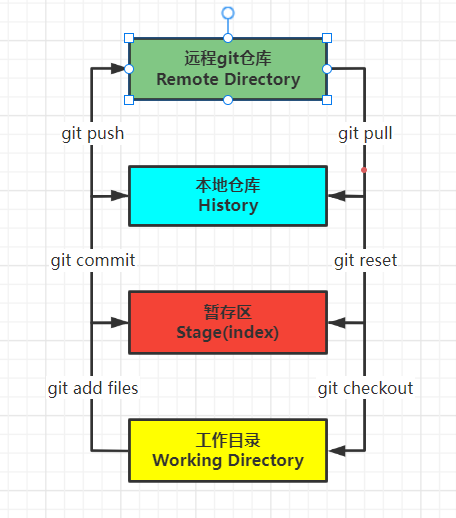 远程git仓库
Remote Directory
git push
git pull
本地仓库
History
git commit
git reset
暂存区
Stage(index)
git add files
git checkout
工作目录
Working Directory